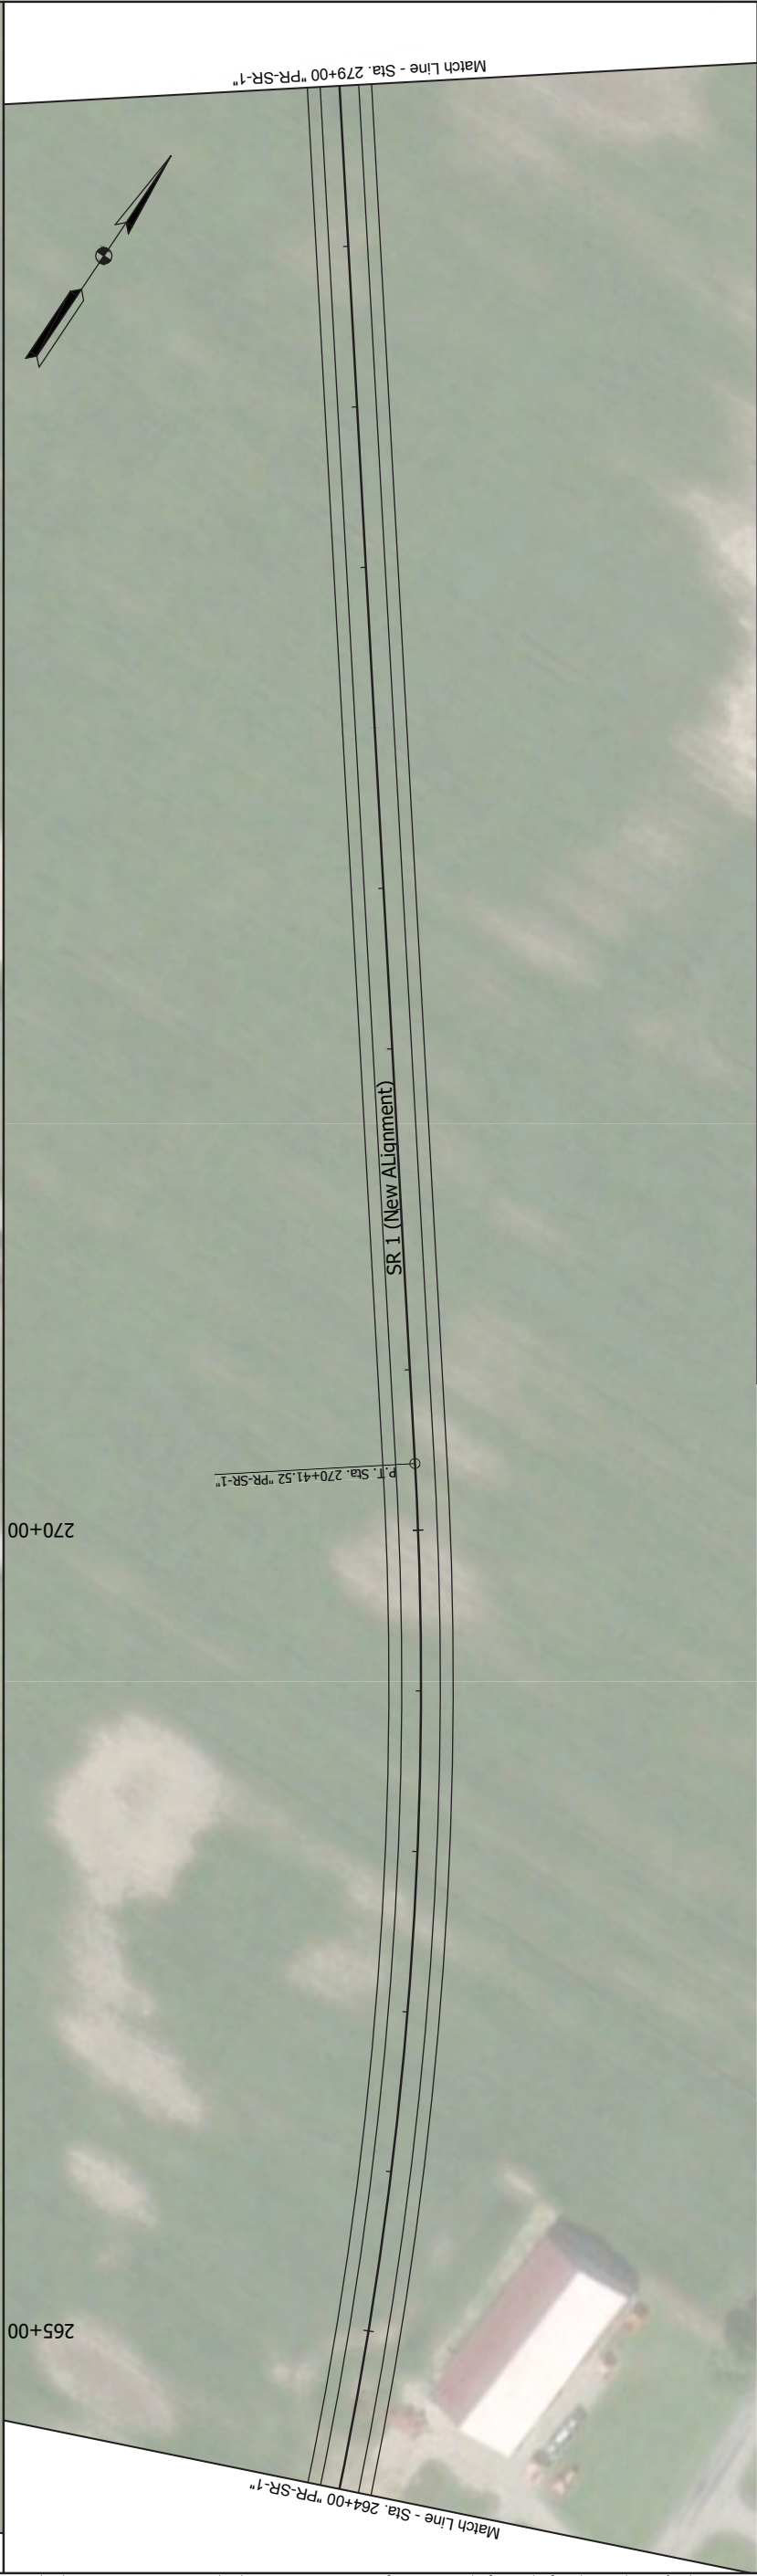 Match Line - Sta. 279+00 "PR-SR-1"
SR 1 (New ALignment)
P.T. Sta. 270+41.52 "PR-SR-1"
270+00
265+00
Match Line - Sta. 264+00 "PR-SR-1"